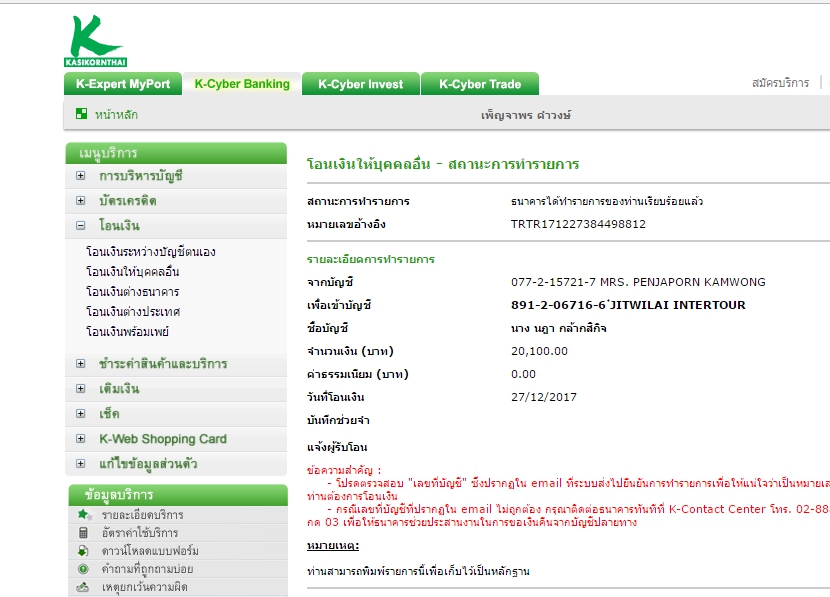 KASIKORNTHAI
K-Expert MyPort K-Cyber Banking K-Cyber Invest K-Cyber Trade
สมัครบริการ
หน้าหลัก
เพ็ญจาพร คำวงษ์
เมนูบริการ
การบริหารบัญชี
บัตรเครดิต
โอนเงิน
โอนเงินระหว่างบัญชีตนเอง
โอนเงินให้บุคคลอื่น
โอนเงินต่างธนาคาร
โอนเงินต่างประเทศ
โอนเงินพร้อมเพย์
ชำระค่าสินค้าและบริการ
เติมเงิน
เช็ค
K-Web Shopping Card
แก้ไขข้อมูลส่วนตัว
ข้อมูลบริการ
รายละเอียดบริการ
อัตราค่าใช้บริการ
ดาวน์โหลดแบบฟอร์ม
คำถามที่ถูกถามบ่อย
เหตุยกเว้นความผิด
โอนเงินให้บุคคลอื่น - สถานะการทำรายการ
สถานะการทำรายการ ธนาคารได้ทำรายการของท่านเรียบร้อยแล้ว
หมายเลขอ้างอิง TRTR171227384498812
รายละเอียดการทำรายการ
จากบัญชี 077-2-15721-7 MRS. PENJAPORN KAMWONG
เพื่อเข้าบัญชี 891-2-06716-6 JITWILAI INTERTOUR
ชื่อบัญชี นาง นฎา กล้ากสิกิจ
จำนวนเงิน (บาท) 20,100.00
ค่าธรรมเนียม (บาท) 0.00
วันที่โอนเงิน 27/12/2017
บันทึกช่วยจำ
แจ้งผู้รับโอน
ข้อความสำคัญ :
- โปรดตรวจสอบ "เลขที่บัญชี" ซึ่งปรากฏใน email ที่ระบบส่งไปยืนยันการทำรายการเพื่อให้แน่ใจว่าเป็นหมายเล
ท่านต้องการโอนเงิน
- กรณีเลขที่บัญชีที่ปรากฏใน email ไม่ถูกต้อง กรุณาติดต่อธนาคารทันทีที่ K-Contact Center โทร. 02-88
กด 03 เพื่อให้ธนาคารช่วยประสานงานในการขอเงินคืนจากบัญชีปลายทาง
หมายเหตุ:
ท่านสามารถพิมพ์รายการนี้เพื่อเก็บไว้เป็นหลักฐาน